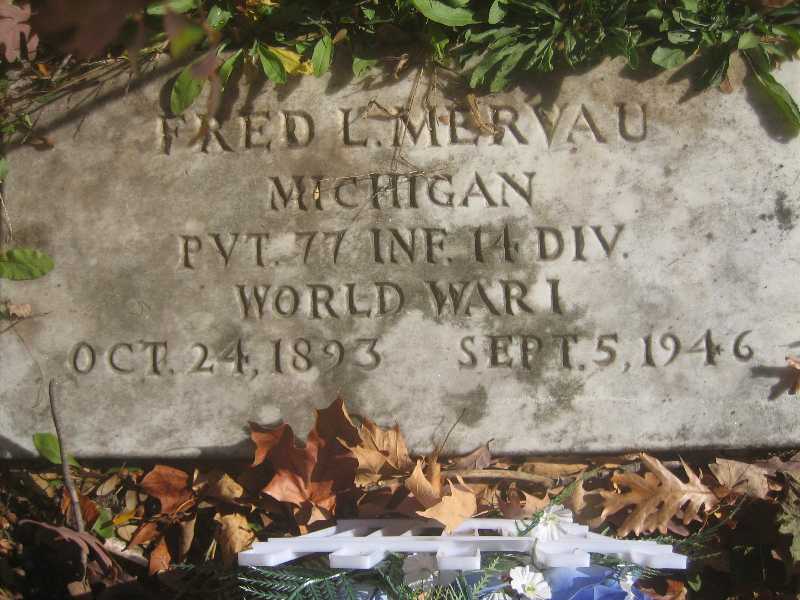 FRED L. MERVAU
MICHIGAN
PVT. 77 INF. 14 DIV.
WORLD WAR I
OCT. 24, 1893 SEPT. 5, 1946